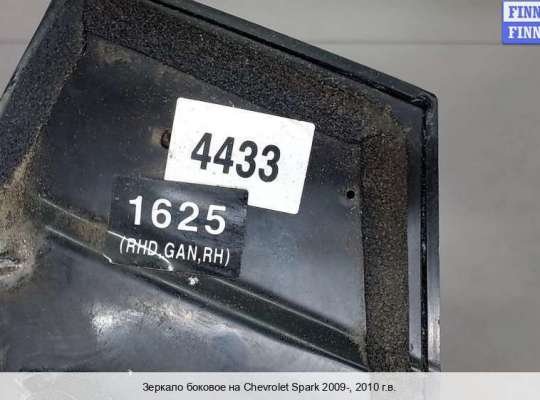 FINN
FINN
4433
1625
(RHD,GAN,RH)
Зеркало боковое на Chevrolet Spark 2009-, 2010 г.в.